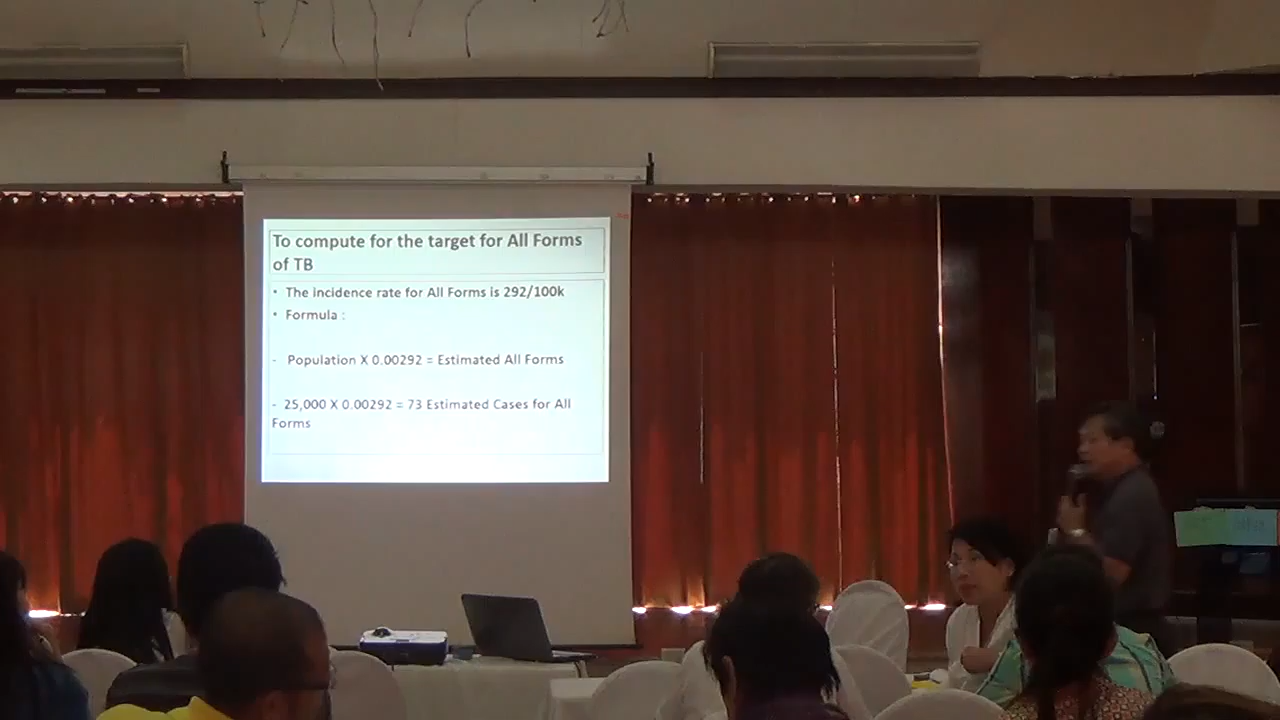 To compute for the target for All Forms
of TB
• The incidence rate for All Forms is 292/100k
• Formula :
- Population X 0.00292 = Estimated All Forms
- 25,000 X 0.00292 = 73 Estimated Cases for All
Forms